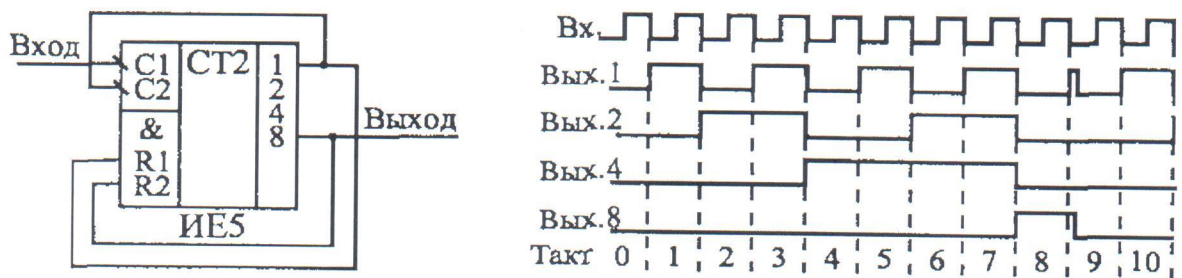 Вход
C1 CT2 1
C2 2
& 4
R1 8
R2
Выход
ИЕ5
Вх.
Вых.1
Вых.2
Вых.4
Вых.8
Такт 0 1 2 3 4 5 6 7 8 9 10